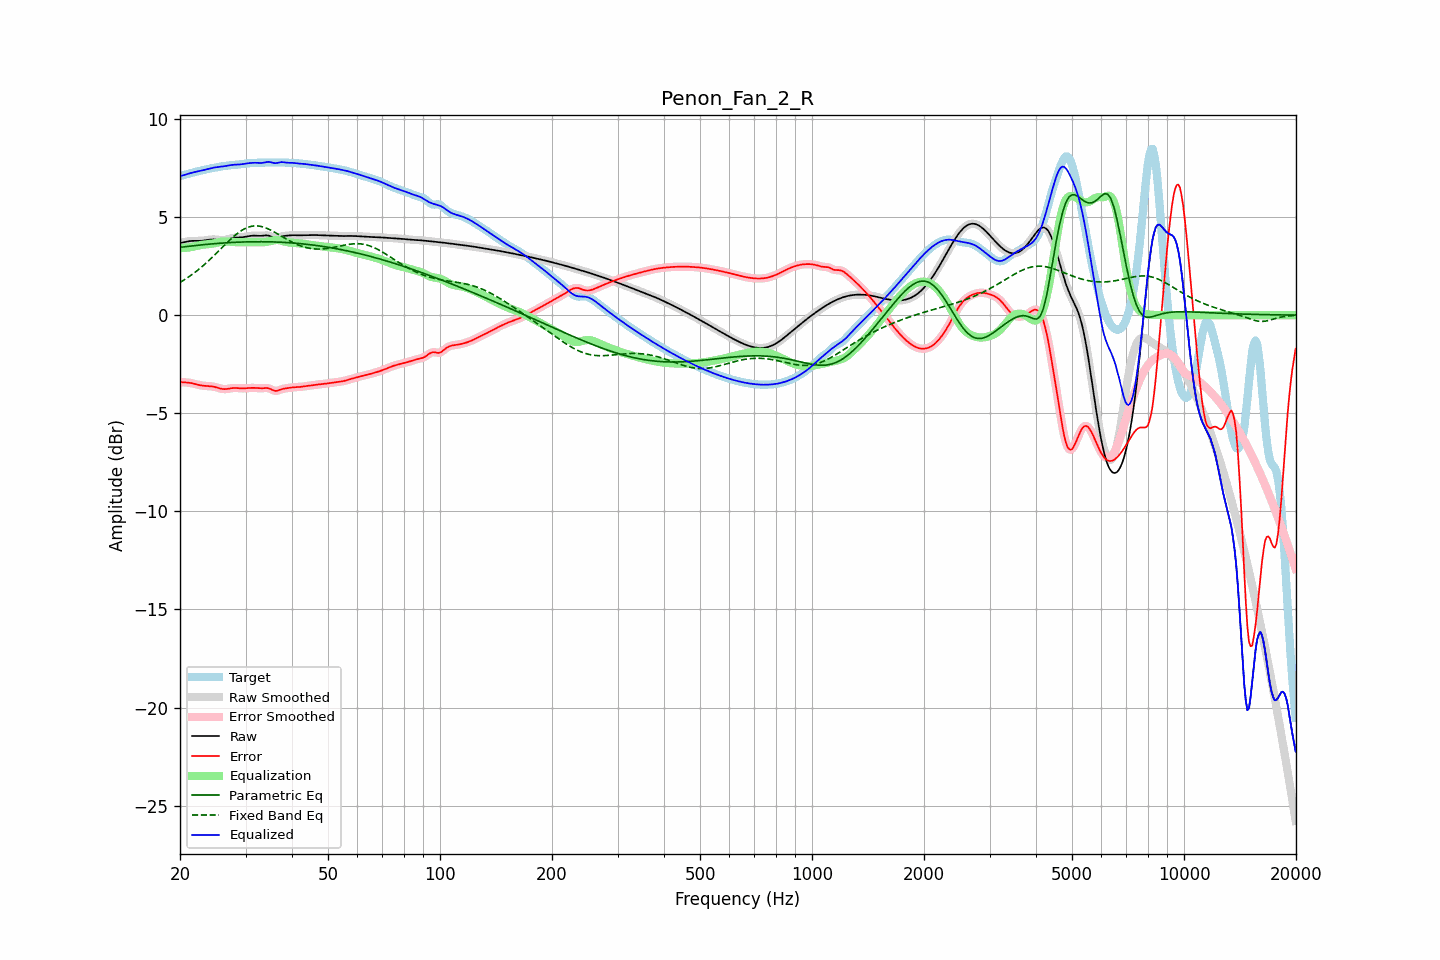 Penon_Fan_2_R
10
5
0
−5
−10
−15
−20
−25
Amplitude (dBr)
Target
Raw Smoothed
Error Smoothed
Raw
Error
Equalization
Parametric Eq
Fixed Band Eq
Equalized
20 50 100 200 500 1000 2000 5000 10000 20000
Frequency (Hz)